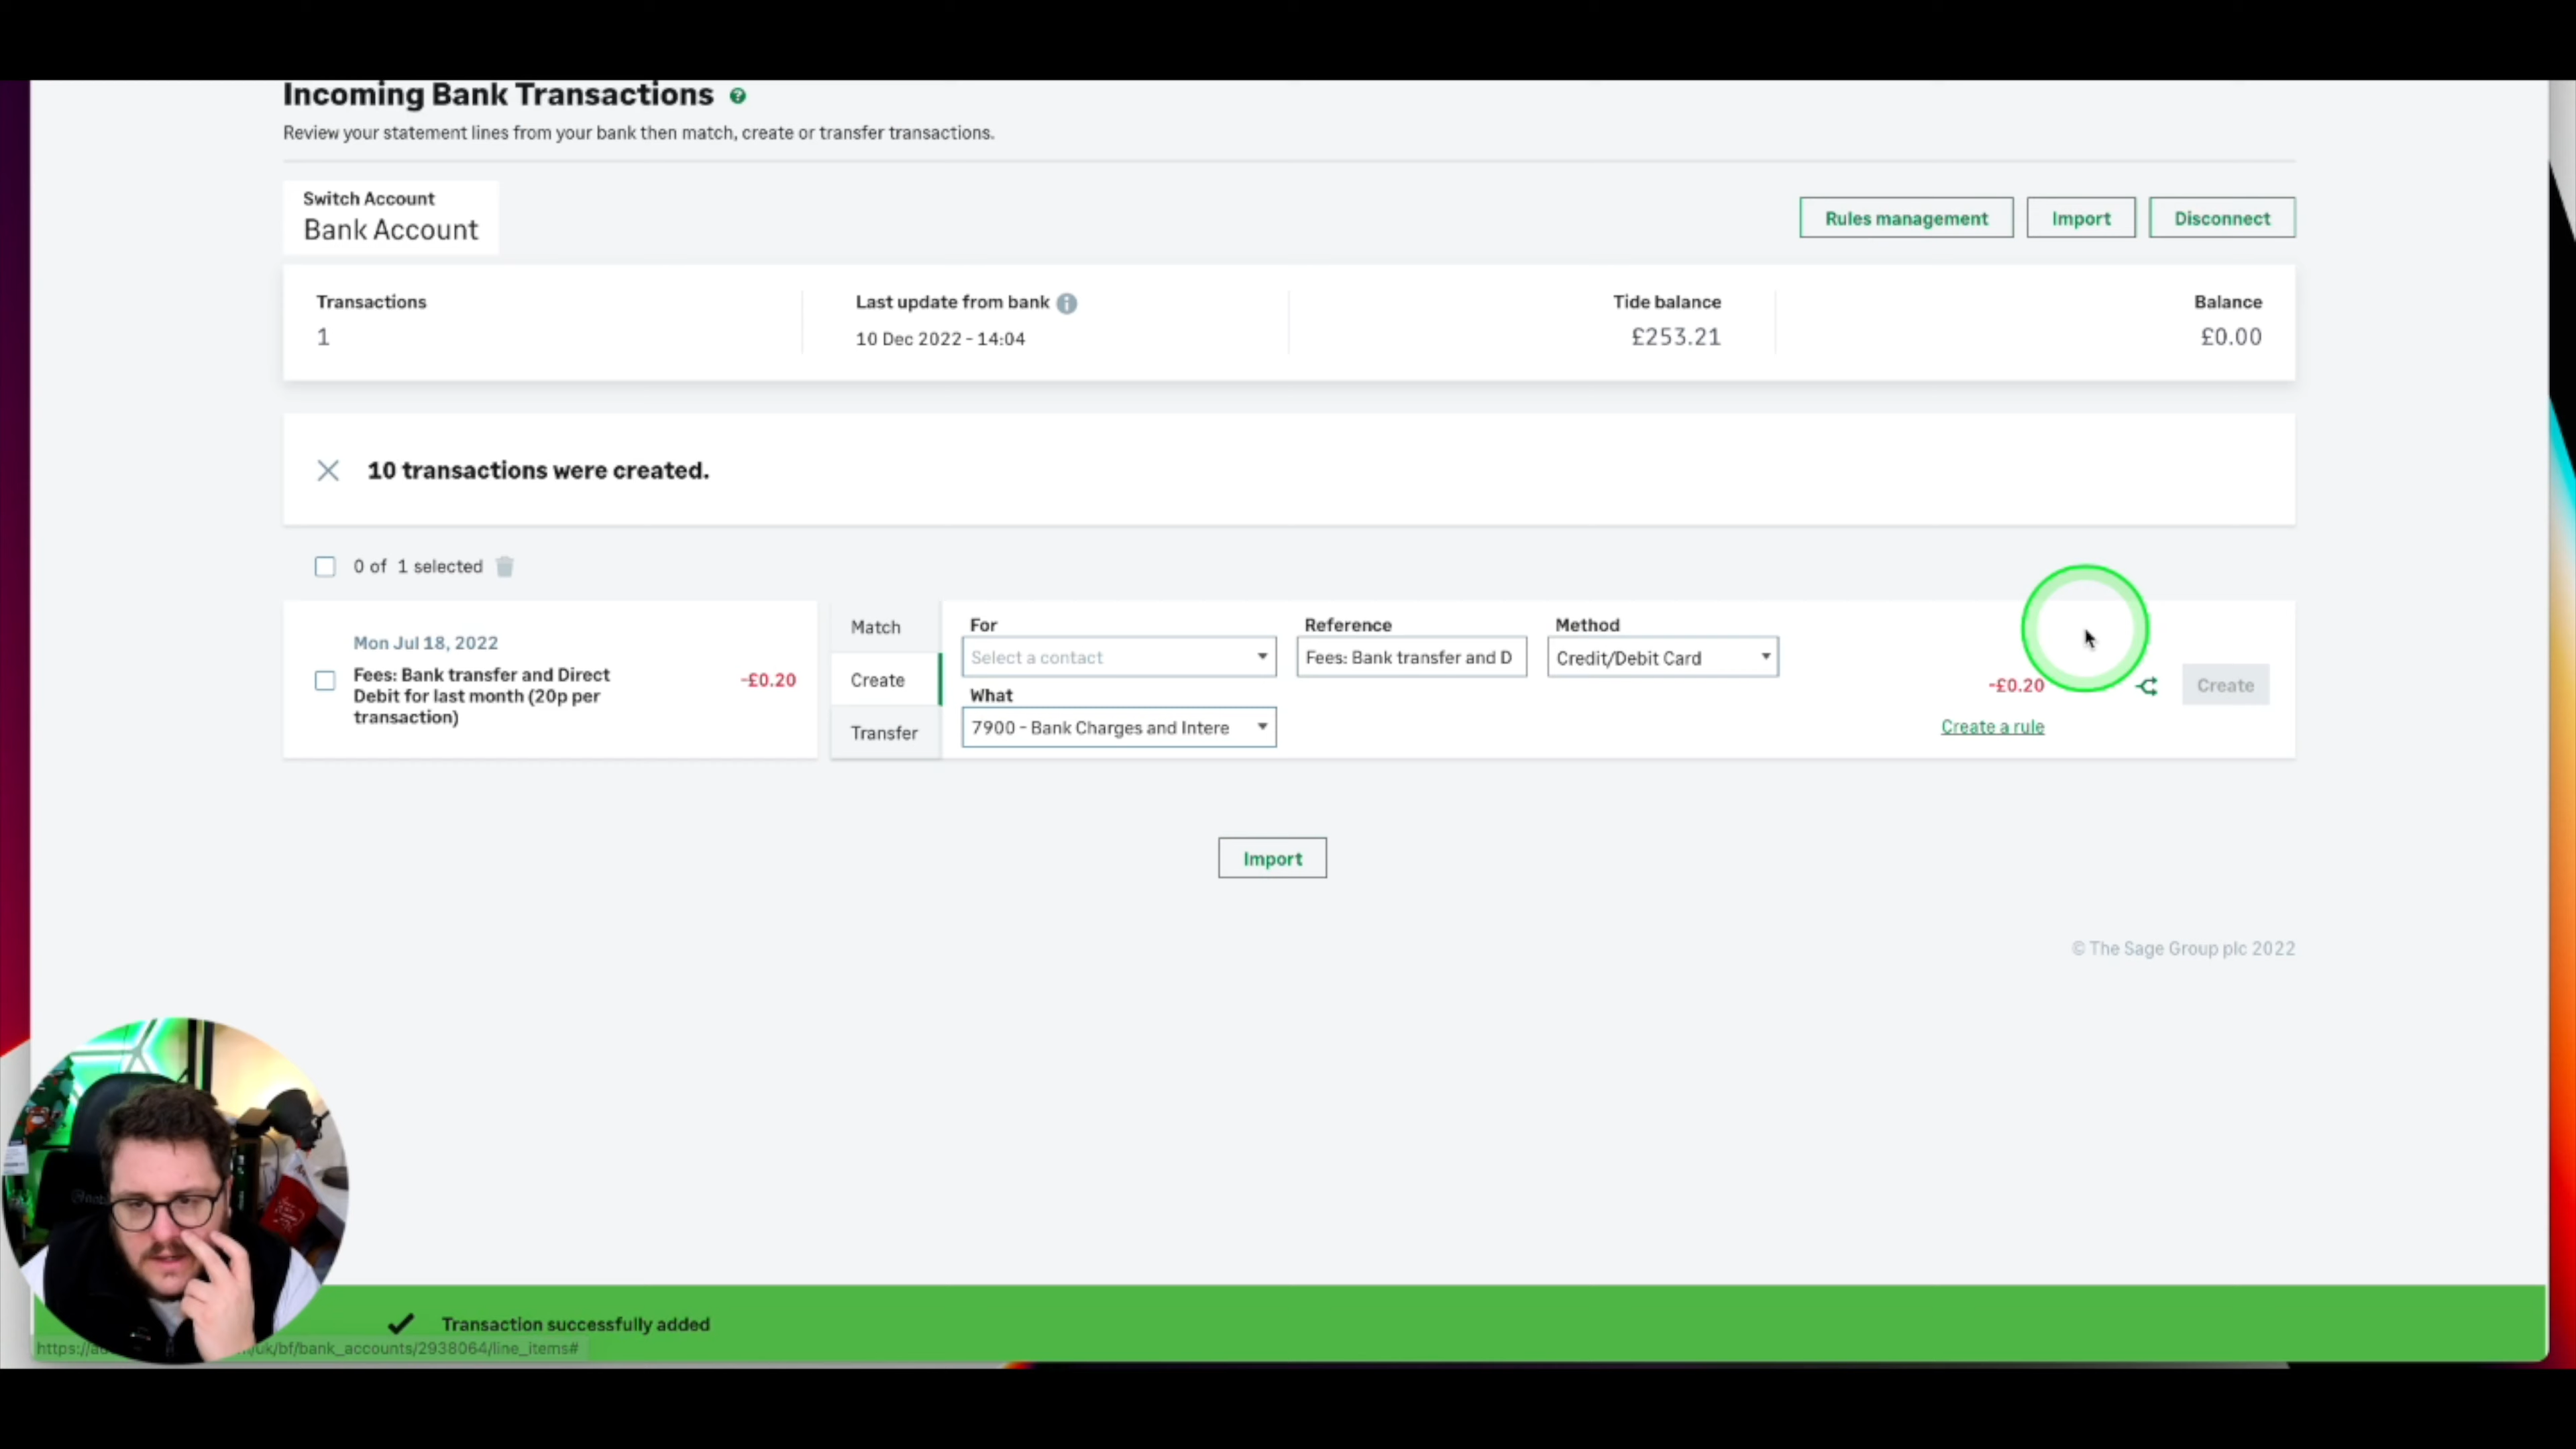 Incoming Bank Transactions
Review your statement lines from your bank then match, create or transfer transactions.
Switch Account
Bank Account
Rules management
Import
Disconnect
Transactions
1
Last update from bank
10 Dec 2022 - 14:04
Tide balance
£253.21
Balance
£0.00
10 transactions were created.
0 of 1 selected
Mon Jul 18, 2022
Fees: Bank transfer and Direct
Debit for last month (20p per
transaction)
-£0.20
Match
Create
Transfer
For
Select a contact
What
7900 - Bank Charges and Intere
Reference
Fees: Bank transfer and D
Method
Credit/Debit Card
-£0.20
Create a rule
Create
Import
© The Sage Group plc 2022
Transaction successfully added
/uk/bf/bank_accounts/2938064/line_items#